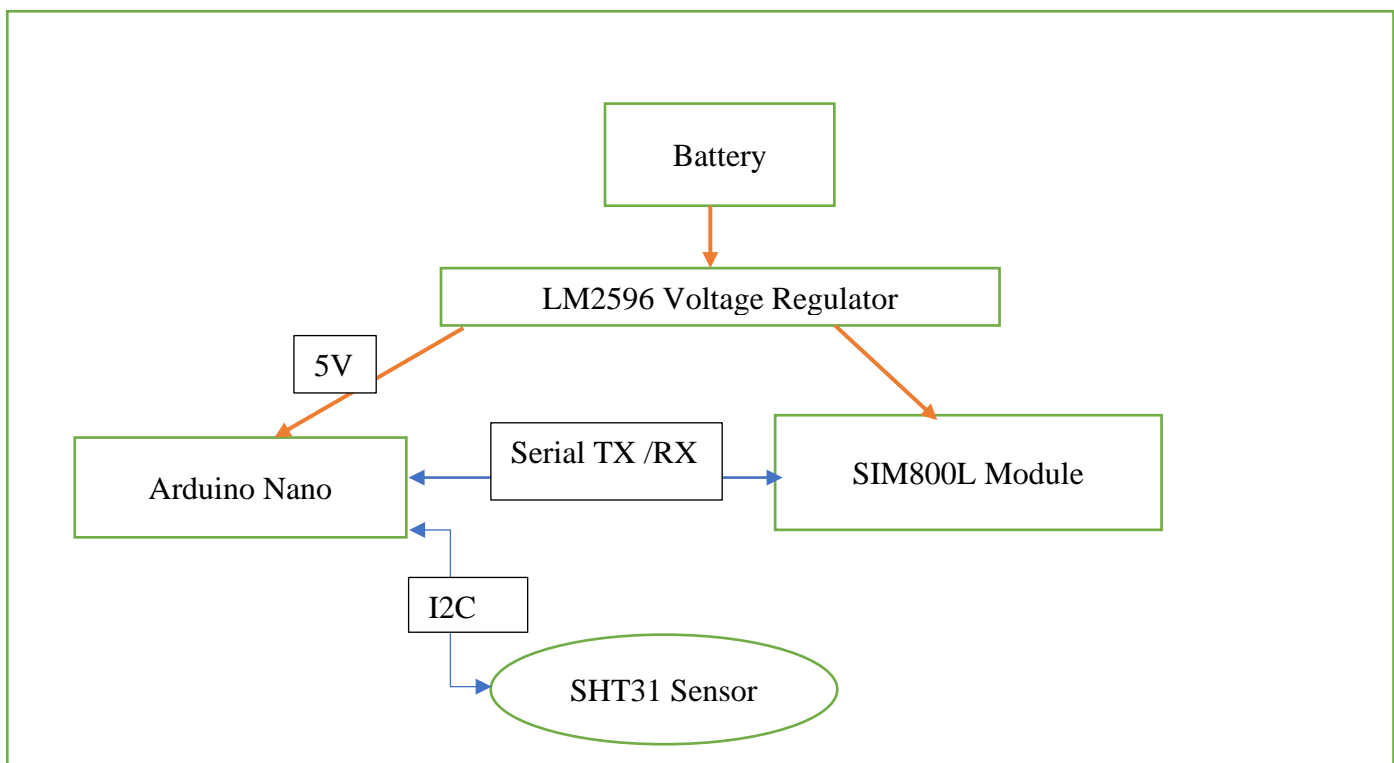 Battery
LM2596 Voltage Regulator
5V
Serial TX /RX
Arduino Nano
SIM800L Module
I2C
SHT31 Sensor